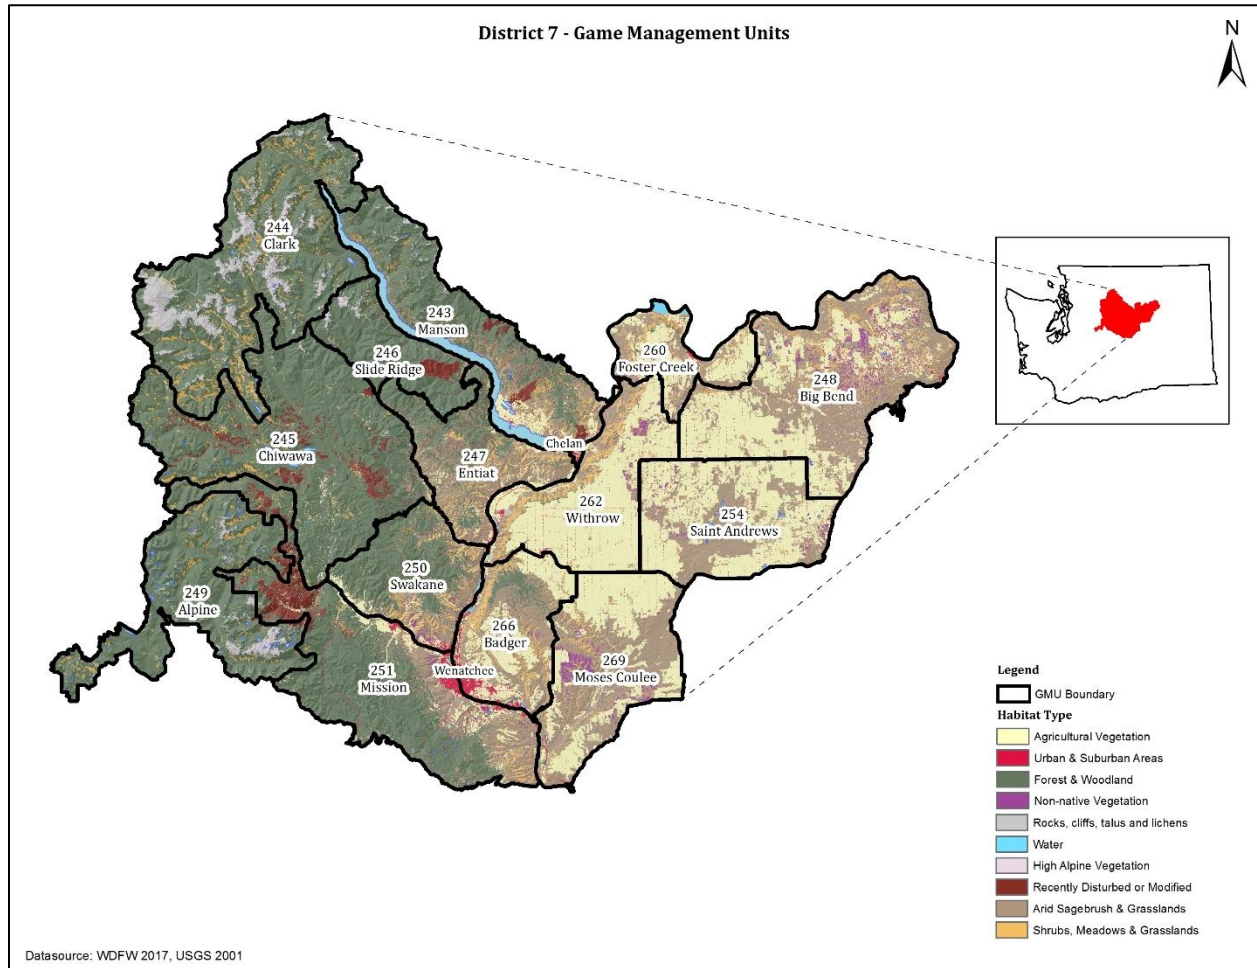 District 7 - Game Management Units
N
244
Clark
243
Manson
246
Slide Ridge
260
Foster Creek
248
Big Bend
245
Chiwawa
247
Entiat
Chelan
262
Withrow
254
Saint Andrews
250
Swakane
249
Alpine
266
Badger
251
Mission
Wenatchee
269
Moses Coulee
Legend
GMU Boundary
Habitat Type
Agricultural Vegetation
Urban & Suburban Areas
Forest & Woodland
Non-native Vegetation
Rocks, cliffs, talus and lichens
Water
High Alpine Vegetation
Recently Disturbed or Modified
Arid Sagebrush & Grasslands
Shrubs, Meadows & Grasslands
Datasource: WDFW 2017, USGS 2001